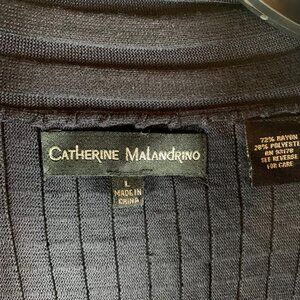 CATHERINE MALANDRINO
L
MADE IN
CHINA
72% RAYON
28% POLYESTER
RN 93170
SEE REVERSE
FOR CARE